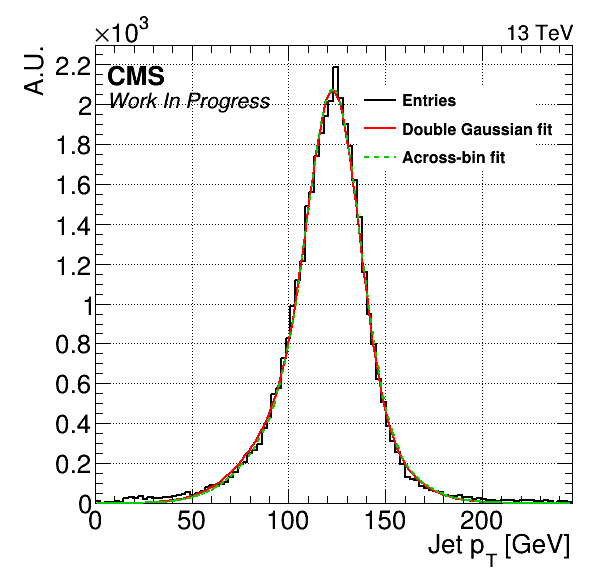 ×10³ 13 TeV
A.U.
CMS
Work In Progress
Entries
Double Gaussian fit
Across-bin fit
2.2
2
1.8
1.6
1.4
1.2
1
0.8
0.6
0.4
0.2
0
0 50 100 150 200
Jet p_T [GeV]